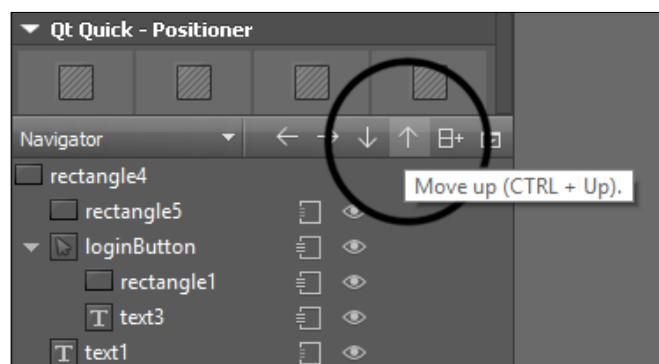 Qt Quick - Positioner
Navigator
Move up (CTRL + Up).
rectangle4
rectangle5
loginButton
rectangle1
T text3
T text1